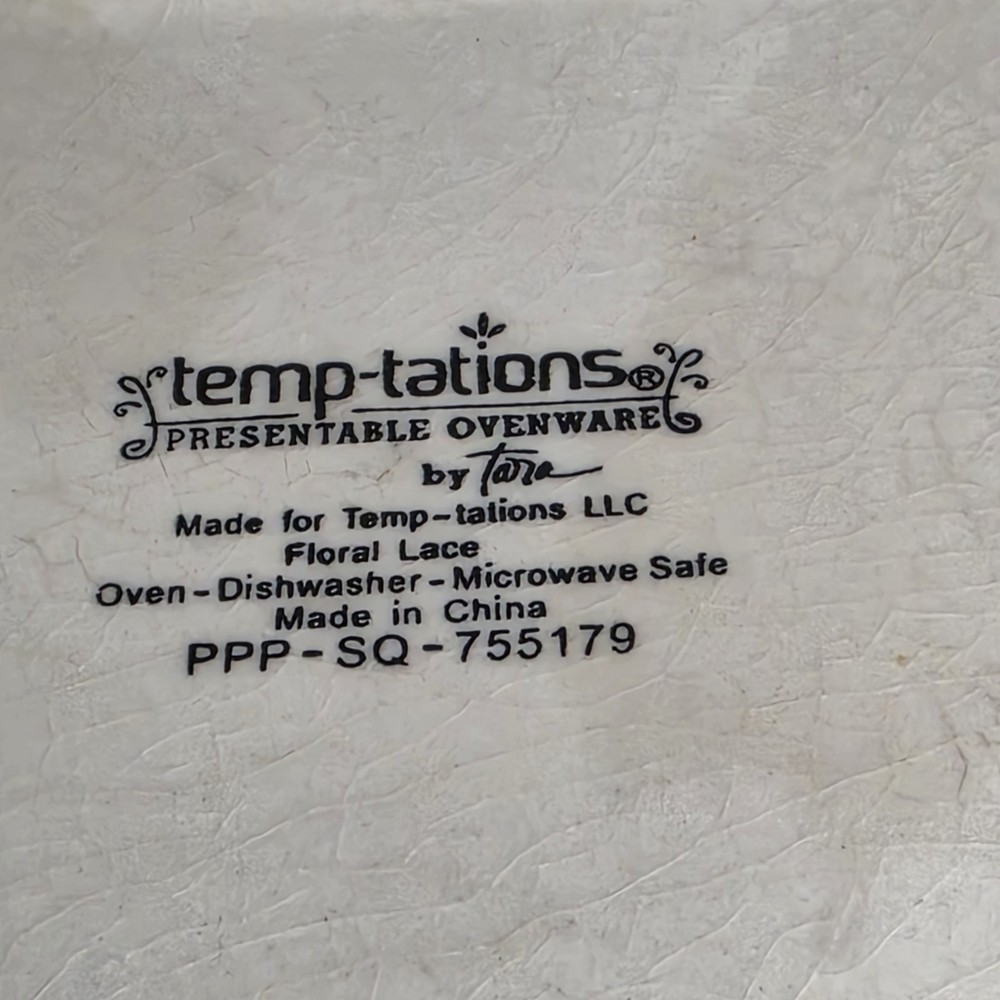 temp-tations®
PRESENTABLE OVENWARE
by Tara
Made for Temp-tations LLC
Floral Lace
Oven-Dishwasher-Microwave Safe
Made in China
PPP-SQ-755179